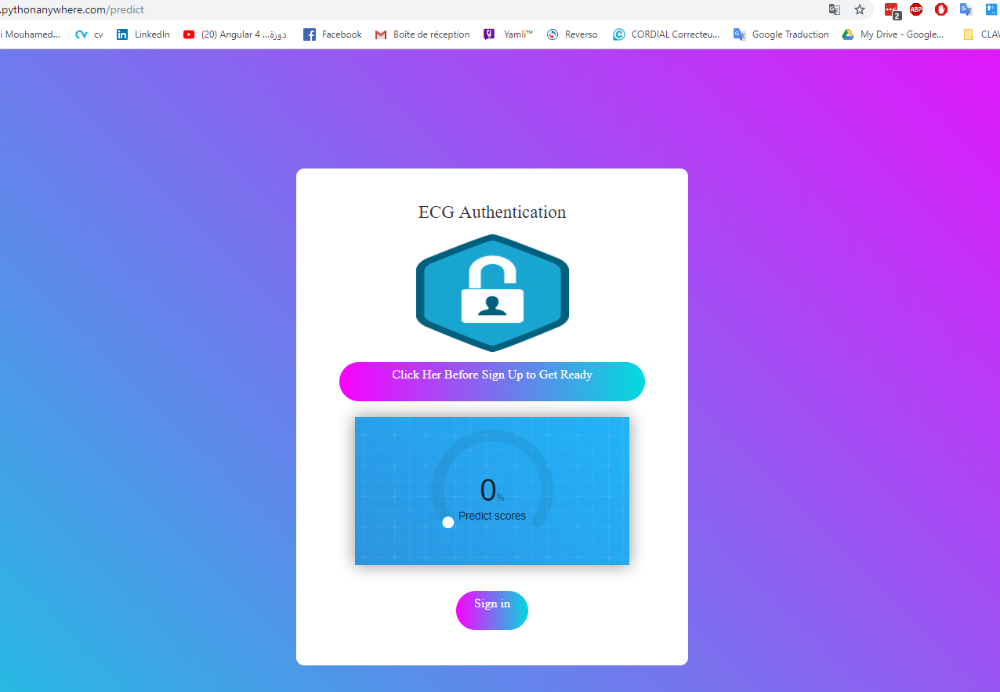 .pythonanywhere.com/predict
2
ABP
i Mouhamed... cv LinkedIn (20) Angular 4 ...دورة Facebook Boîte de réception Yamli™ Reverso CORDIAL Correcteu... Google Traduction My Drive - Google... CLAV
ECG Authentication
Click Her Before Sign Up to Get Ready
0%
Predict scores
Sign in